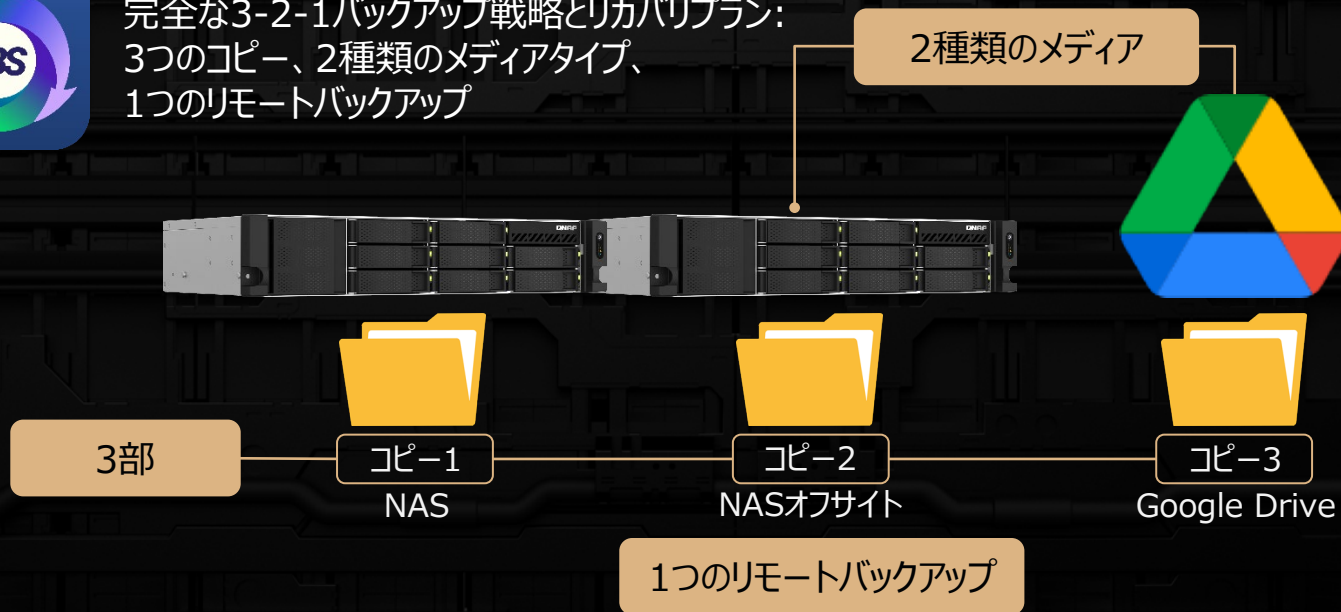 完全な3-2-1バックアップ戦略とリカバリプラン:
3つのコピー、2種類のメディアタイプ、
1つのリモートバックアップ
2種類のメディア
QNAP
QNAP
3部
コピー1
コピー2
コピー3
NAS
NASオフサイト
Google Drive
1つのリモートバックアップ